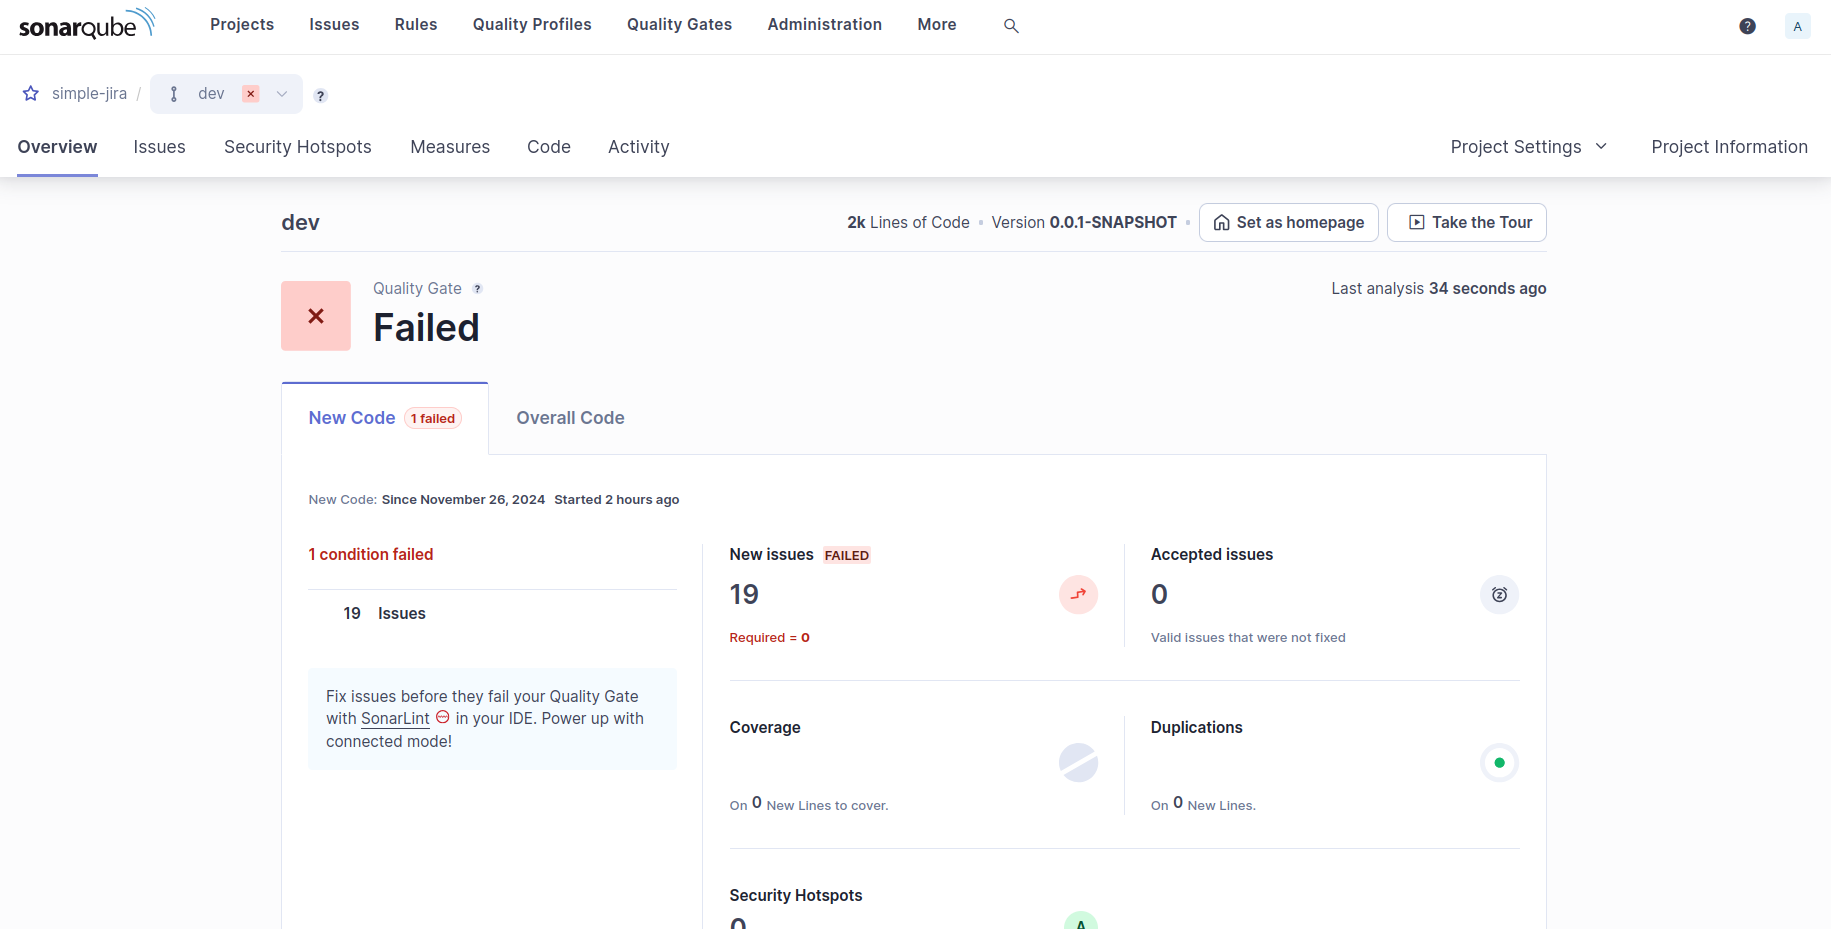 sonarqube Projects Issues Rules Quality Profiles Quality Gates Administration More ? A
simple-jira / dev ?
Overview Issues Security Hotspots Measures Code Activity Project Settings Project Information
dev 2k Lines of Code • Version 0.0.1-SNAPSHOT • Set as homepage Take the Tour
Quality Gate ? Last analysis 34 seconds ago
Failed
New Code 1 failed Overall Code
New Code: Since November 26, 2024 Started 2 hours ago
1 condition failed
19 Issues
Fix issues before they fail your Quality Gate
with SonarLint in your IDE. Power up with
connected mode!
New issues FAILED
19
Required = 0
Accepted issues
0
Valid issues that were not fixed
Coverage
On 0 New Lines to cover.
Duplications
On 0 New Lines.
Security Hotspots
0 A